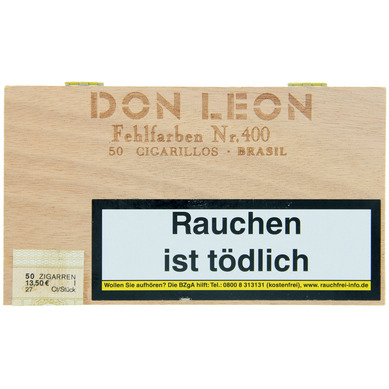 DON LEON
Fehlfarben Nr. 400
50 CIGARILLOS · BRASIL
Rauchen
ist tödlich
Wollen Sie aufhören? Die BZgA hilft: Tel.: 0800 8 313131 (kostenfrei), www.rauchfrei-info.de
50 ZIGARREN
13,50 € I
27 Ct/Stück